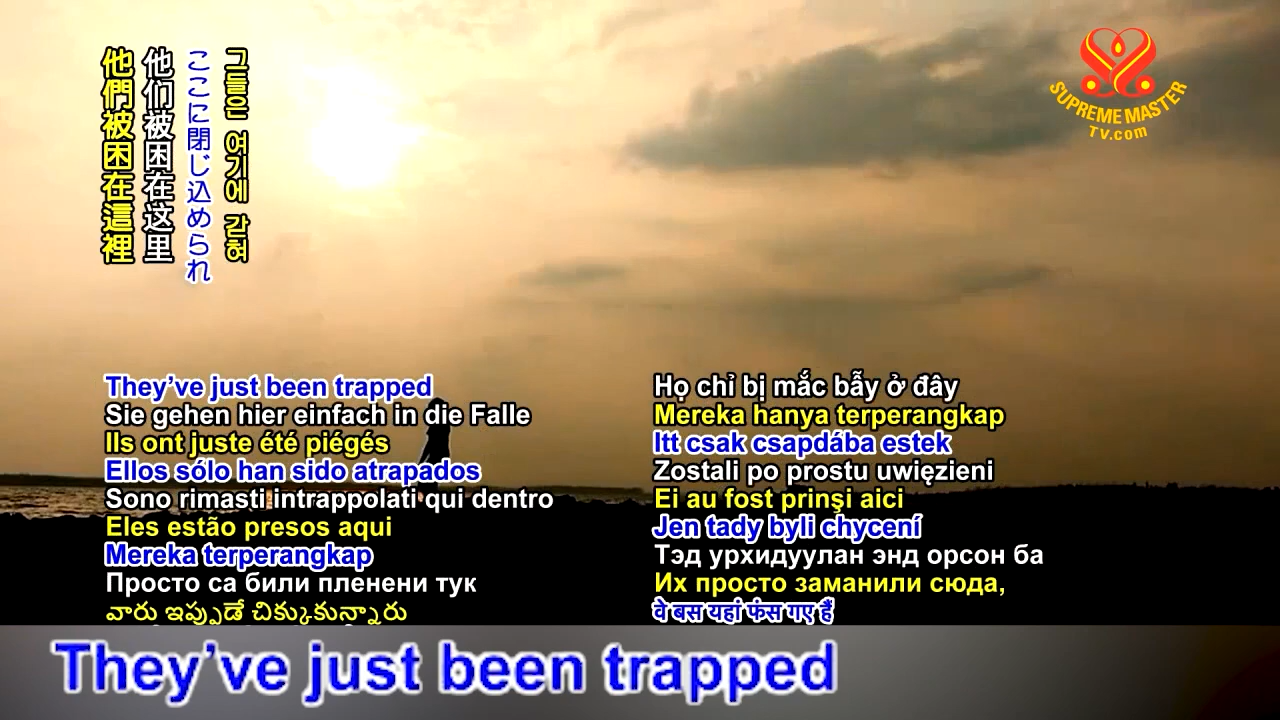 他們被困在這裡
他们被困在这里
ここに閉じ込められ
그들은 여기에 갇혀
SUPREME MASTER
TV.com
They’ve just been trapped
Sie gehen hier einfach in die Falle
Ils ont juste été piégés
Ellos sólo han sido atrapados
Sono rimasti intrappolati qui dentro
Eles estão presos aqui
Mereka terperangkap
Просто са били пленени тук
వారు ఇప్పుడే చిక్కుకున్నారు
Họ chỉ bị mắc bẫy ở đây
Mereka hanya terperangkap
Itt csak csapdába estek
Zostali po prostu uwięzieni
Ei au fost prinşi aici
Jen tady byli chycení
Тэд урхидуулан энд орсон ба
Их просто заманили сюда,
वे बस यहां फंस गए हैं
They’ve just been trapped